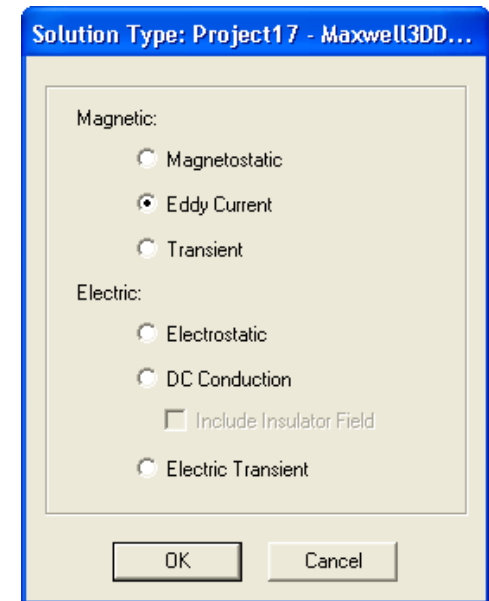 Solution Type: Project17 - Maxwell3DD...
Magnetic:
Magnetostatic
Eddy Current
Transient
Electric:
Electrostatic
DC Conduction
Include Insulator Field
Electric Transient
OK Cancel